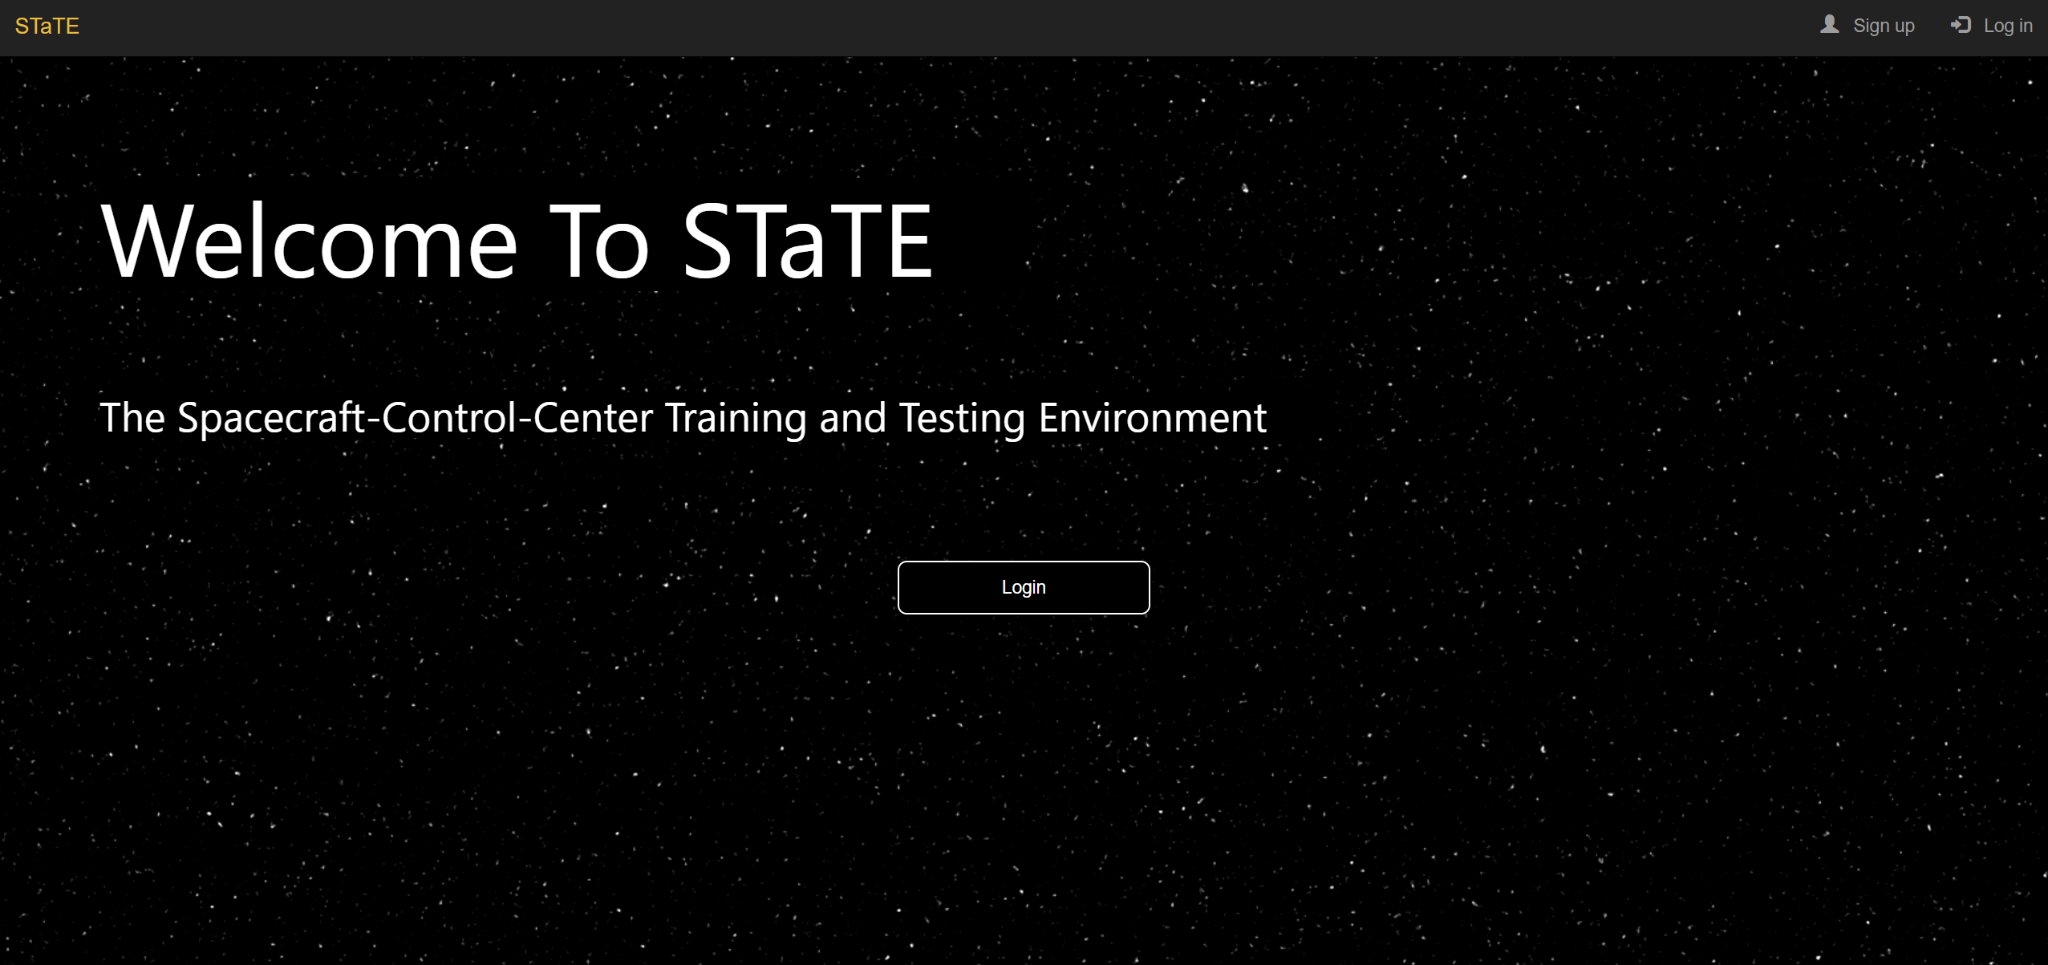 STaTE
Sign up
Log in
Welcome To STaTE
The Spacecraft-Control-Center Training and Testing Environment
Login